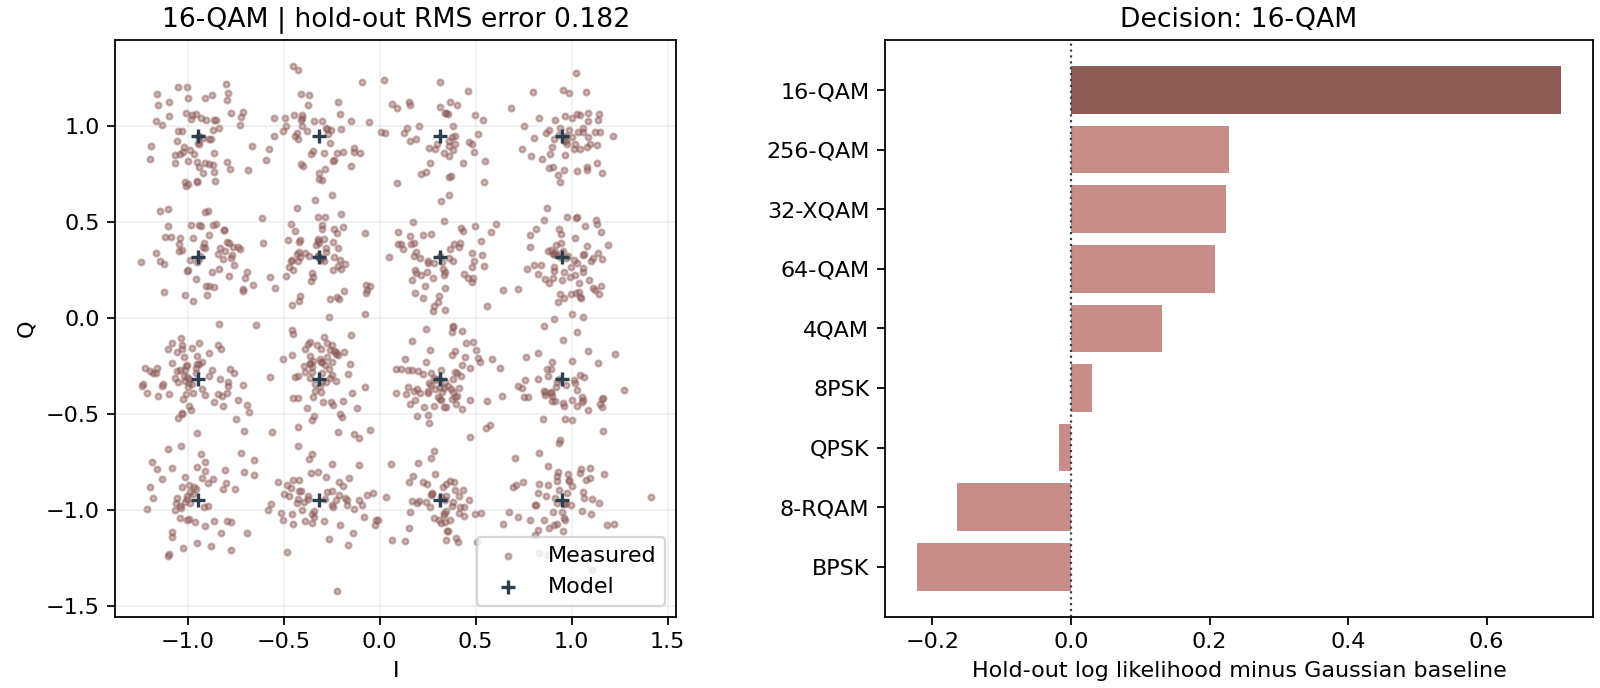 16-QAM | hold-out RMS error 0.182
1.0
0.5
0.0
−0.5
−1.0
−1.5
Q
−1.0
−0.5
0.0
0.5
1.0
1.5
I
Measured
Model
Decision: 16-QAM
16-QAM
256-QAM
32-XQAM
64-QAM
4QAM
8PSK
QPSK
8-RQAM
BPSK
−0.2
0.0
0.2
0.4
0.6
Hold-out log likelihood minus Gaussian baseline